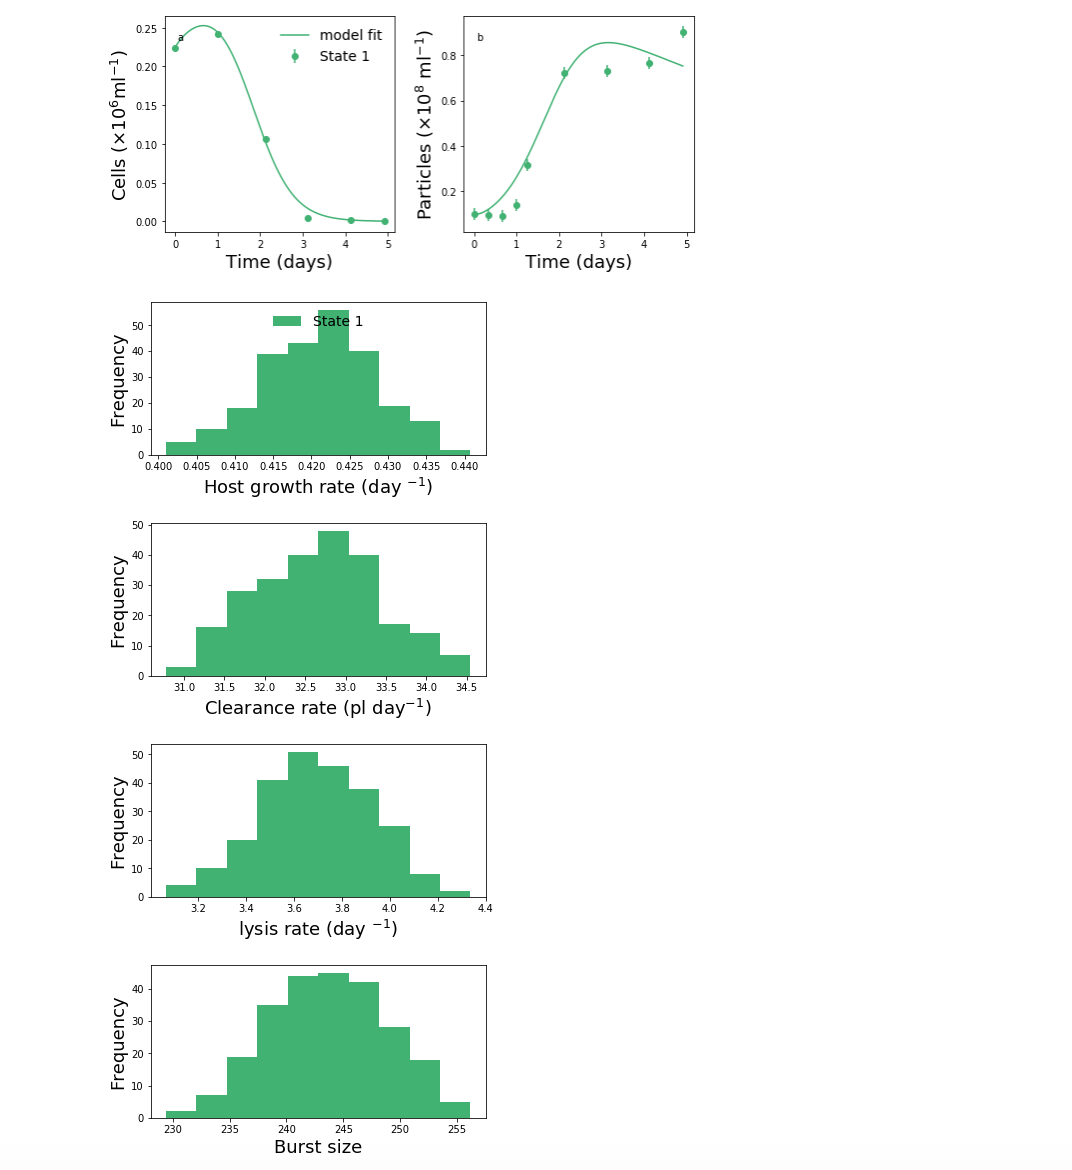 a
model fit
State 1
0.25
0.20
0.15
0.10
0.05
0.00
Cells (×10⁶ml⁻¹)
0 1 2 3 4 5
Time (days)
b
0.8
0.6
0.4
0.2
Particles (×10⁸ ml⁻¹)
0 1 2 3 4 5
Time (days)
State 1
50
40
30
20
10
0
Frequency
0.400 0.405 0.410 0.415 0.420 0.425 0.430 0.435 0.440
Host growth rate (day ⁻¹)
50
40
30
20
10
0
Frequency
31.0 31.5 32.0 32.5 33.0 33.5 34.0 34.5
Clearance rate (pl day⁻¹)
50
40
30
20
10
0
Frequency
3.2 3.4 3.6 3.8 4.0 4.2 4.4
lysis rate (day ⁻¹)
40
30
20
10
0
Frequency
230 235 240 245 250 255
Burst size